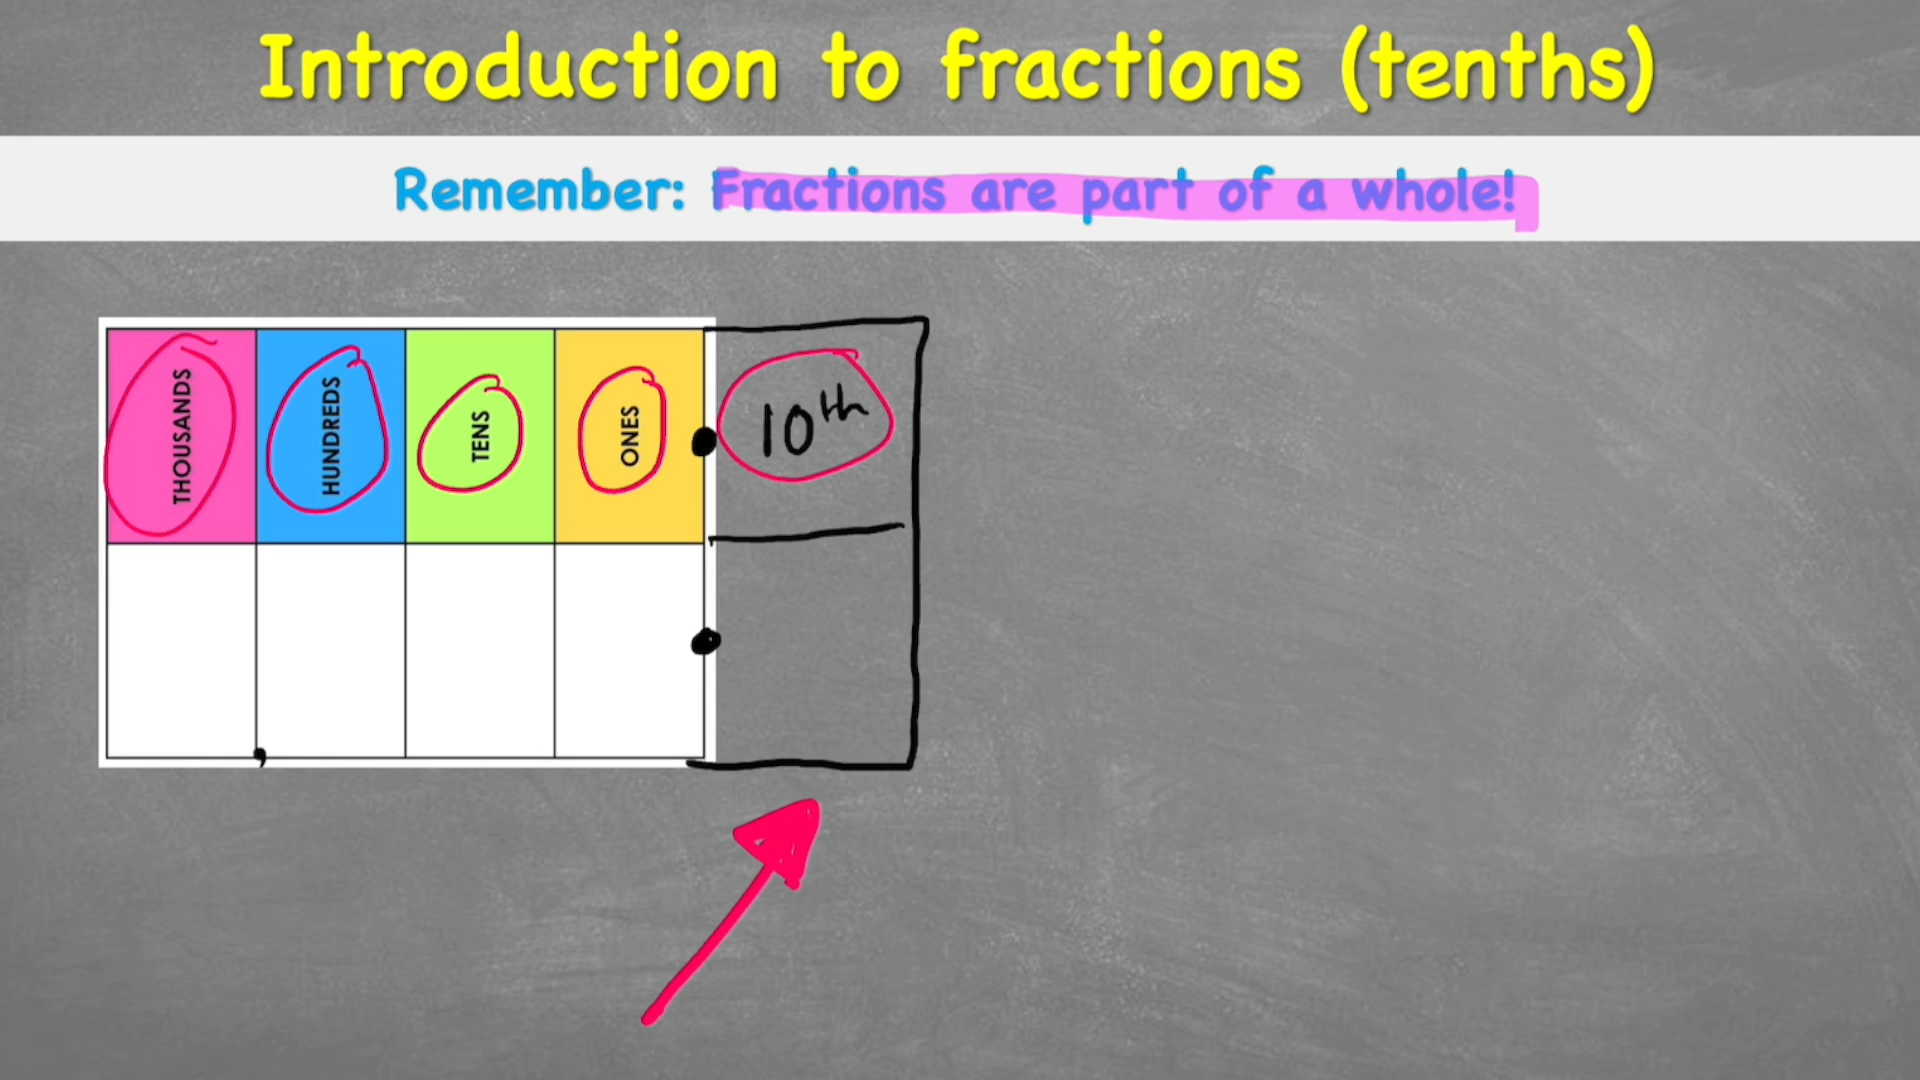 Introduction to fractions (tenths)
Remember: Fractions are part of a whole!
THOUSANDS
HUNDREDS
TENS
ONES
10th
,